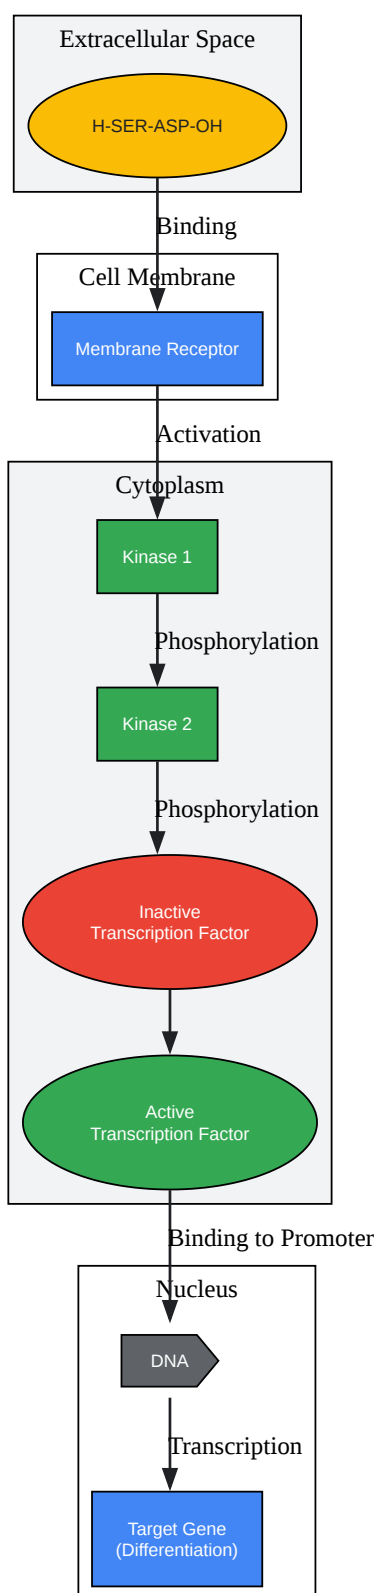 Extracellular Space
H-SER-ASP-OH
Binding
Cell Membrane
Membrane Receptor
Activation
Cytoplasm
Kinase 1
Phosphorylation
Kinase 2
Phosphorylation
Inactive
Transcription Factor
Active
Transcription Factor
Binding to Promoter
Nucleus
DNA
Transcription
Target Gene
(Differentiation)